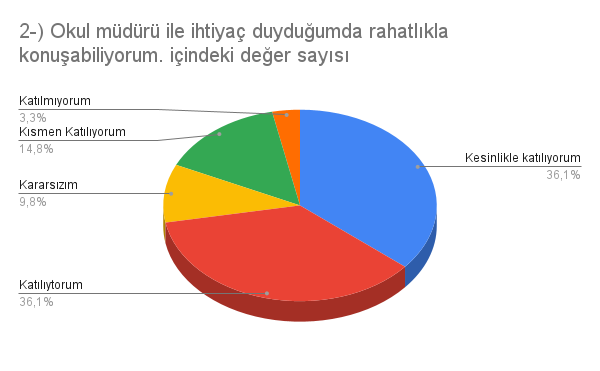 2-) Okul müdürü ile ihtiyaç duyduğumda rahatlıkla
konuşabiliyorum. içindeki değer sayısı
Katılmıyorum
3,3%
Kısmen Katılıyorum
14,8%
Kararsızım
9,8%
Katılıytorum
36,1%
Kesinlikle katılıyorum
36,1%